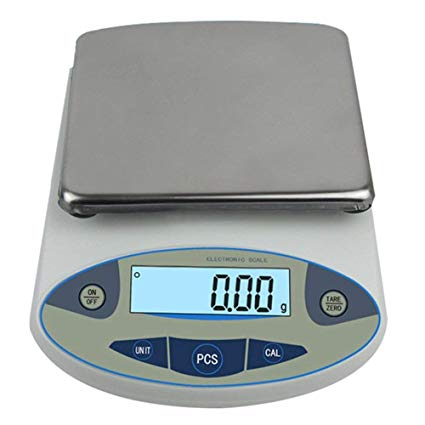 ELECTRONIC SCALE
0.00 g
ON
OFF
TARE
ZERO
UNIT
PCS
CAL